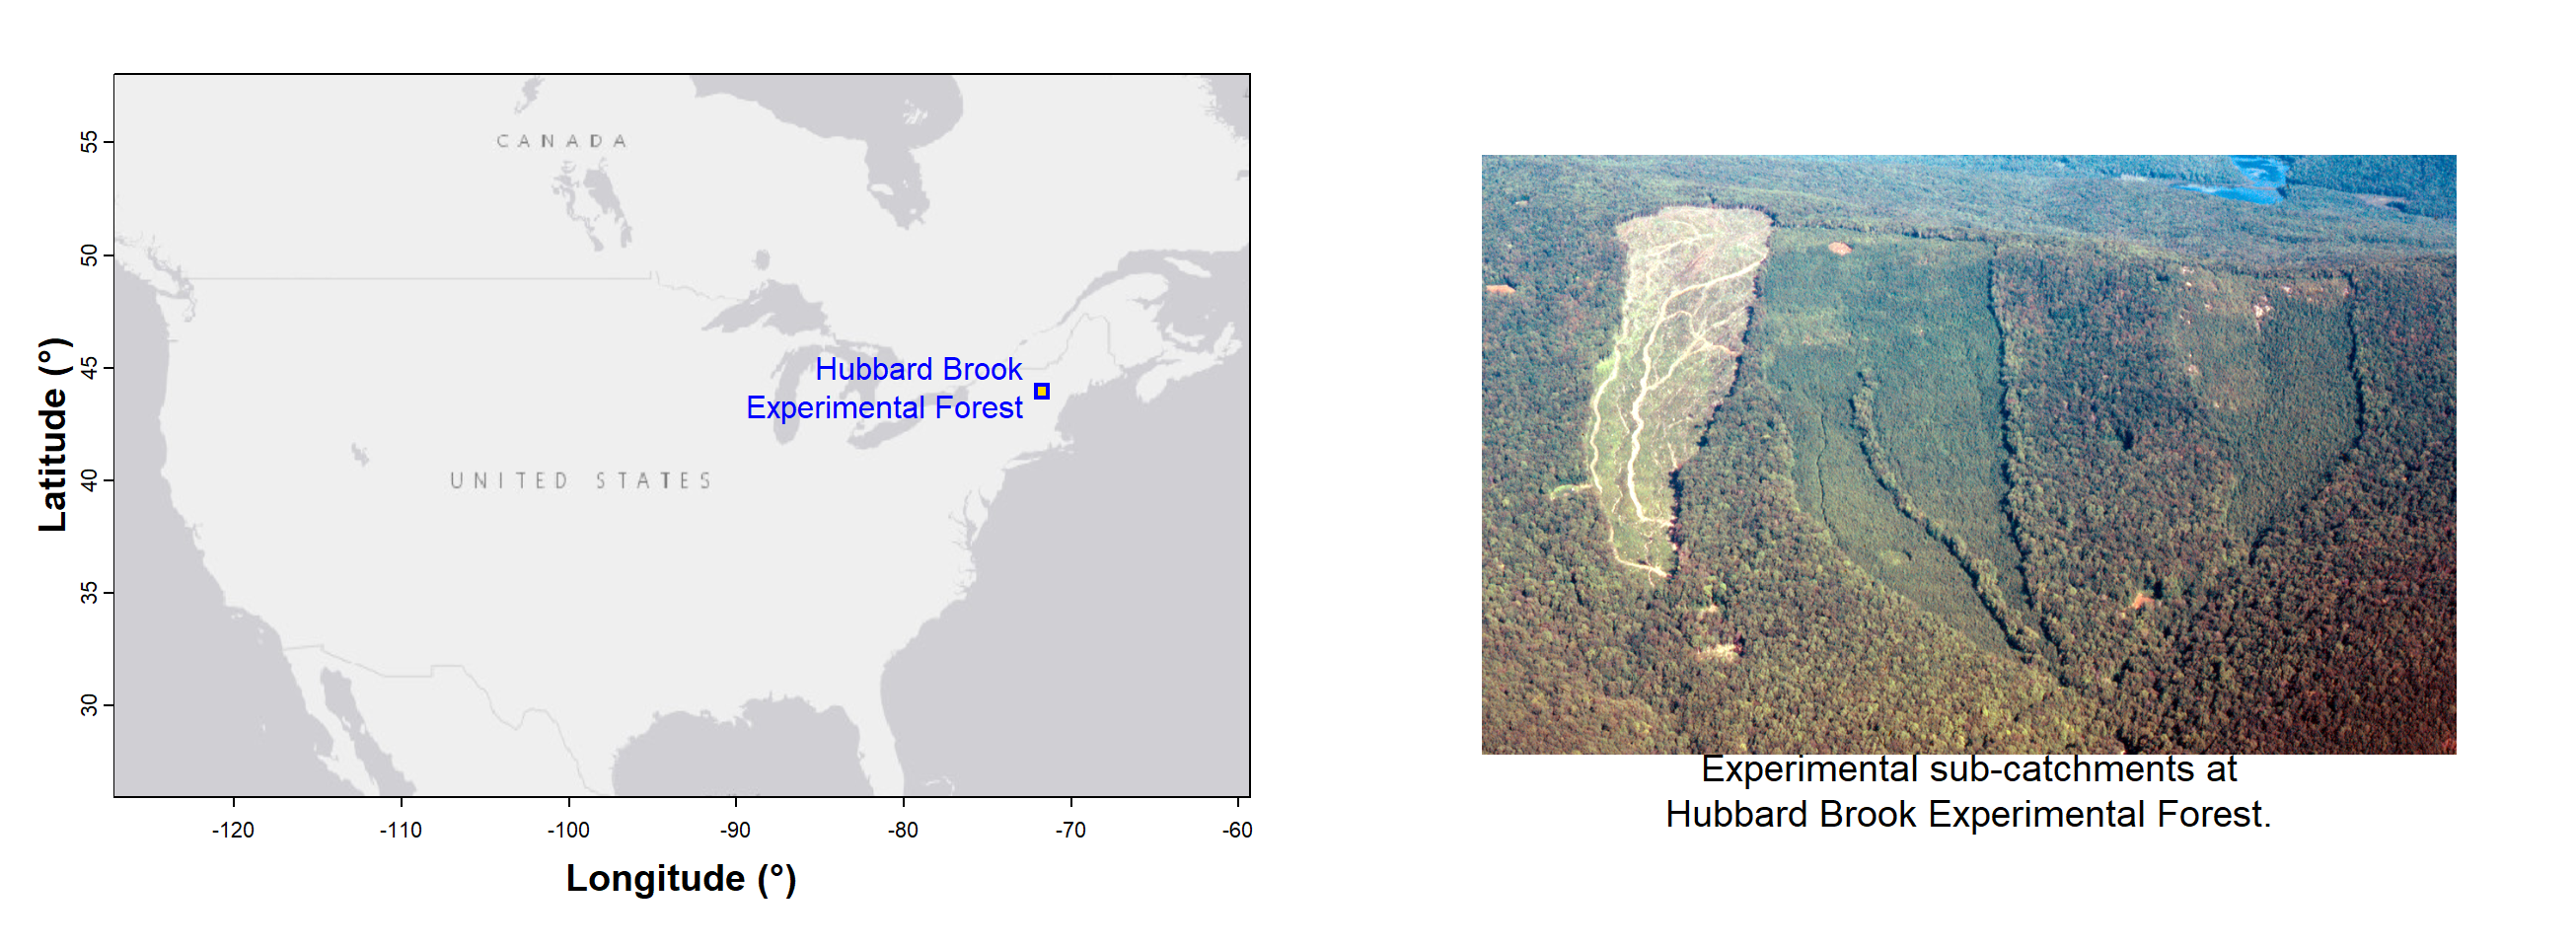 CANADA
55
50
45
40
35
30
Latitude (°)
Hubbard Brook
Experimental Forest
UNITED STATES
-120
-110
-100
-90
-80
-70
-60
Longitude (°)
Experimental sub-catchments at
Hubbard Brook Experimental Forest.